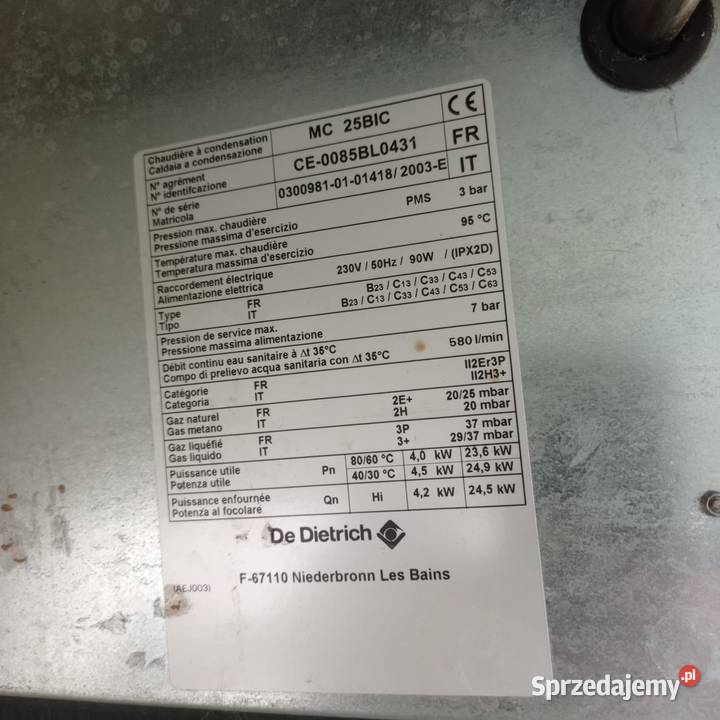 Chaudière à condensation MC 25BIC CE
Caldaia a condensazione
N° agrément CE-0085BL0431 FR
N° identifcazione
N° de série 0300981-01-01418/ 2003-E IT
Matricola
Pression max. chaudière PMS 3 bar
Pressione massima d'esercizio
Température max. chaudière 95 °C
Temperatura massima d'esercizio
Raccordement électrique 230V / 50Hz / 90W / (IPX2D)
Alimentazione elettrica
Type FR B23 / C13 / C33 / C43 / C53
Tipo IT B23 / C13 / C33 / C43 / C53 / C63
Pression de service max. 7 bar
Pressione massima alimentazione
Débit continu eau sanitaire à Δt 35°C 580 l/min
Compo di prelievo acqua sanitaria con Δt 35°C
Catégorie FR II2Er3P
Categoria IT II2H3+
Gaz naturel FR 2E+ 20/25 mbar
Gas metano IT 2H 20 mbar
Gaz liquéfié FR 3P 37 mbar
Gas liquido IT 3+ 29/37 mbar
Puissance utile Pn 80/60 °C 4,0 kW 23,6 kW
Potenza utile 40/30 °C 4,5 kW 24,9 kW
Puissance enfournée Qn Hi 4,2 kW 24,5 kW
Potenza al focolare
De Dietrich
F-67110 Niederbronn Les Bains
(AEJ003)
Sprzedajemy.pl